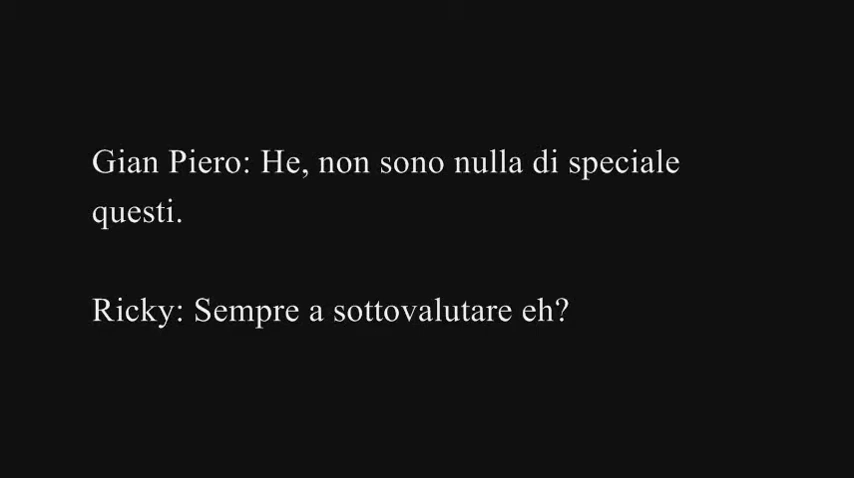 Gian Piero: He, non sono nulla di speciale
questi.
Ricky: Sempre a sottovalutare eh?